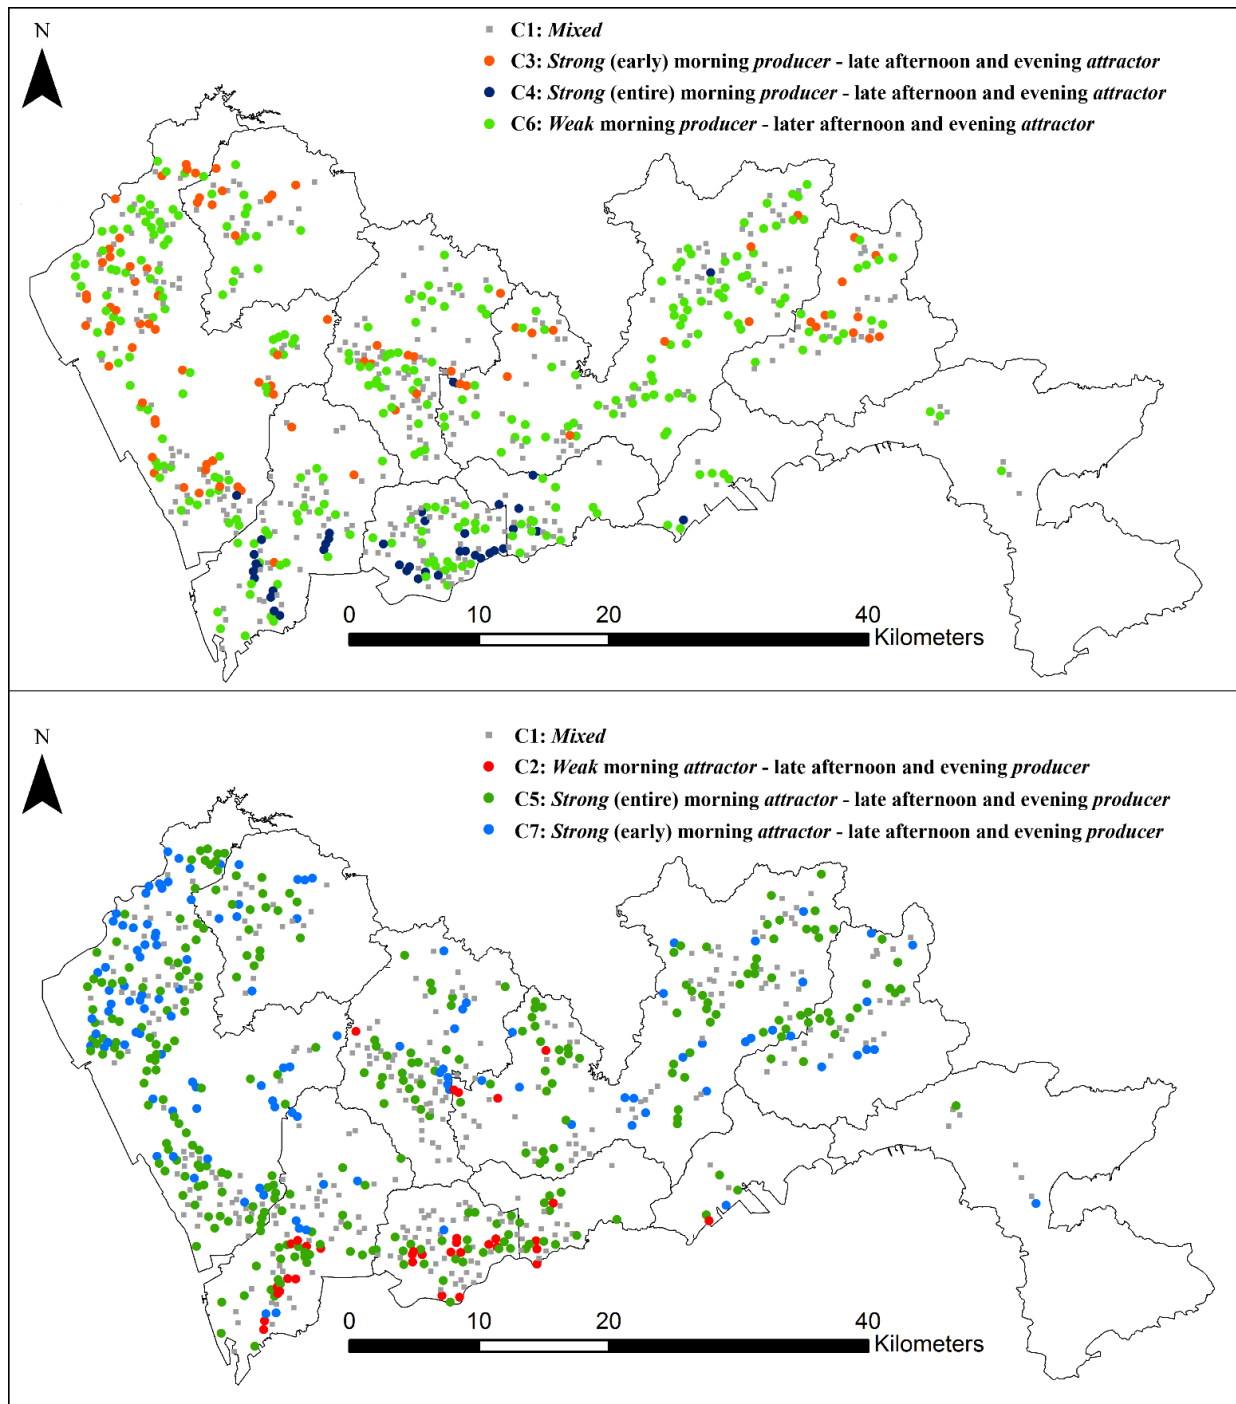 N
C1: Mixed
C3: Strong (early) morning producer - late afternoon and evening attractor
C4: Strong (entire) morning producer - late afternoon and evening attractor
C6: Weak morning producer - later afternoon and evening attractor
0 10 20 40
Kilometers
N
C1: Mixed
C2: Weak morning attractor - late afternoon and evening producer
C5: Strong (entire) morning attractor - late afternoon and evening producer
C7: Strong (early) morning attractor - late afternoon and evening producer
0 10 20 40
Kilometers